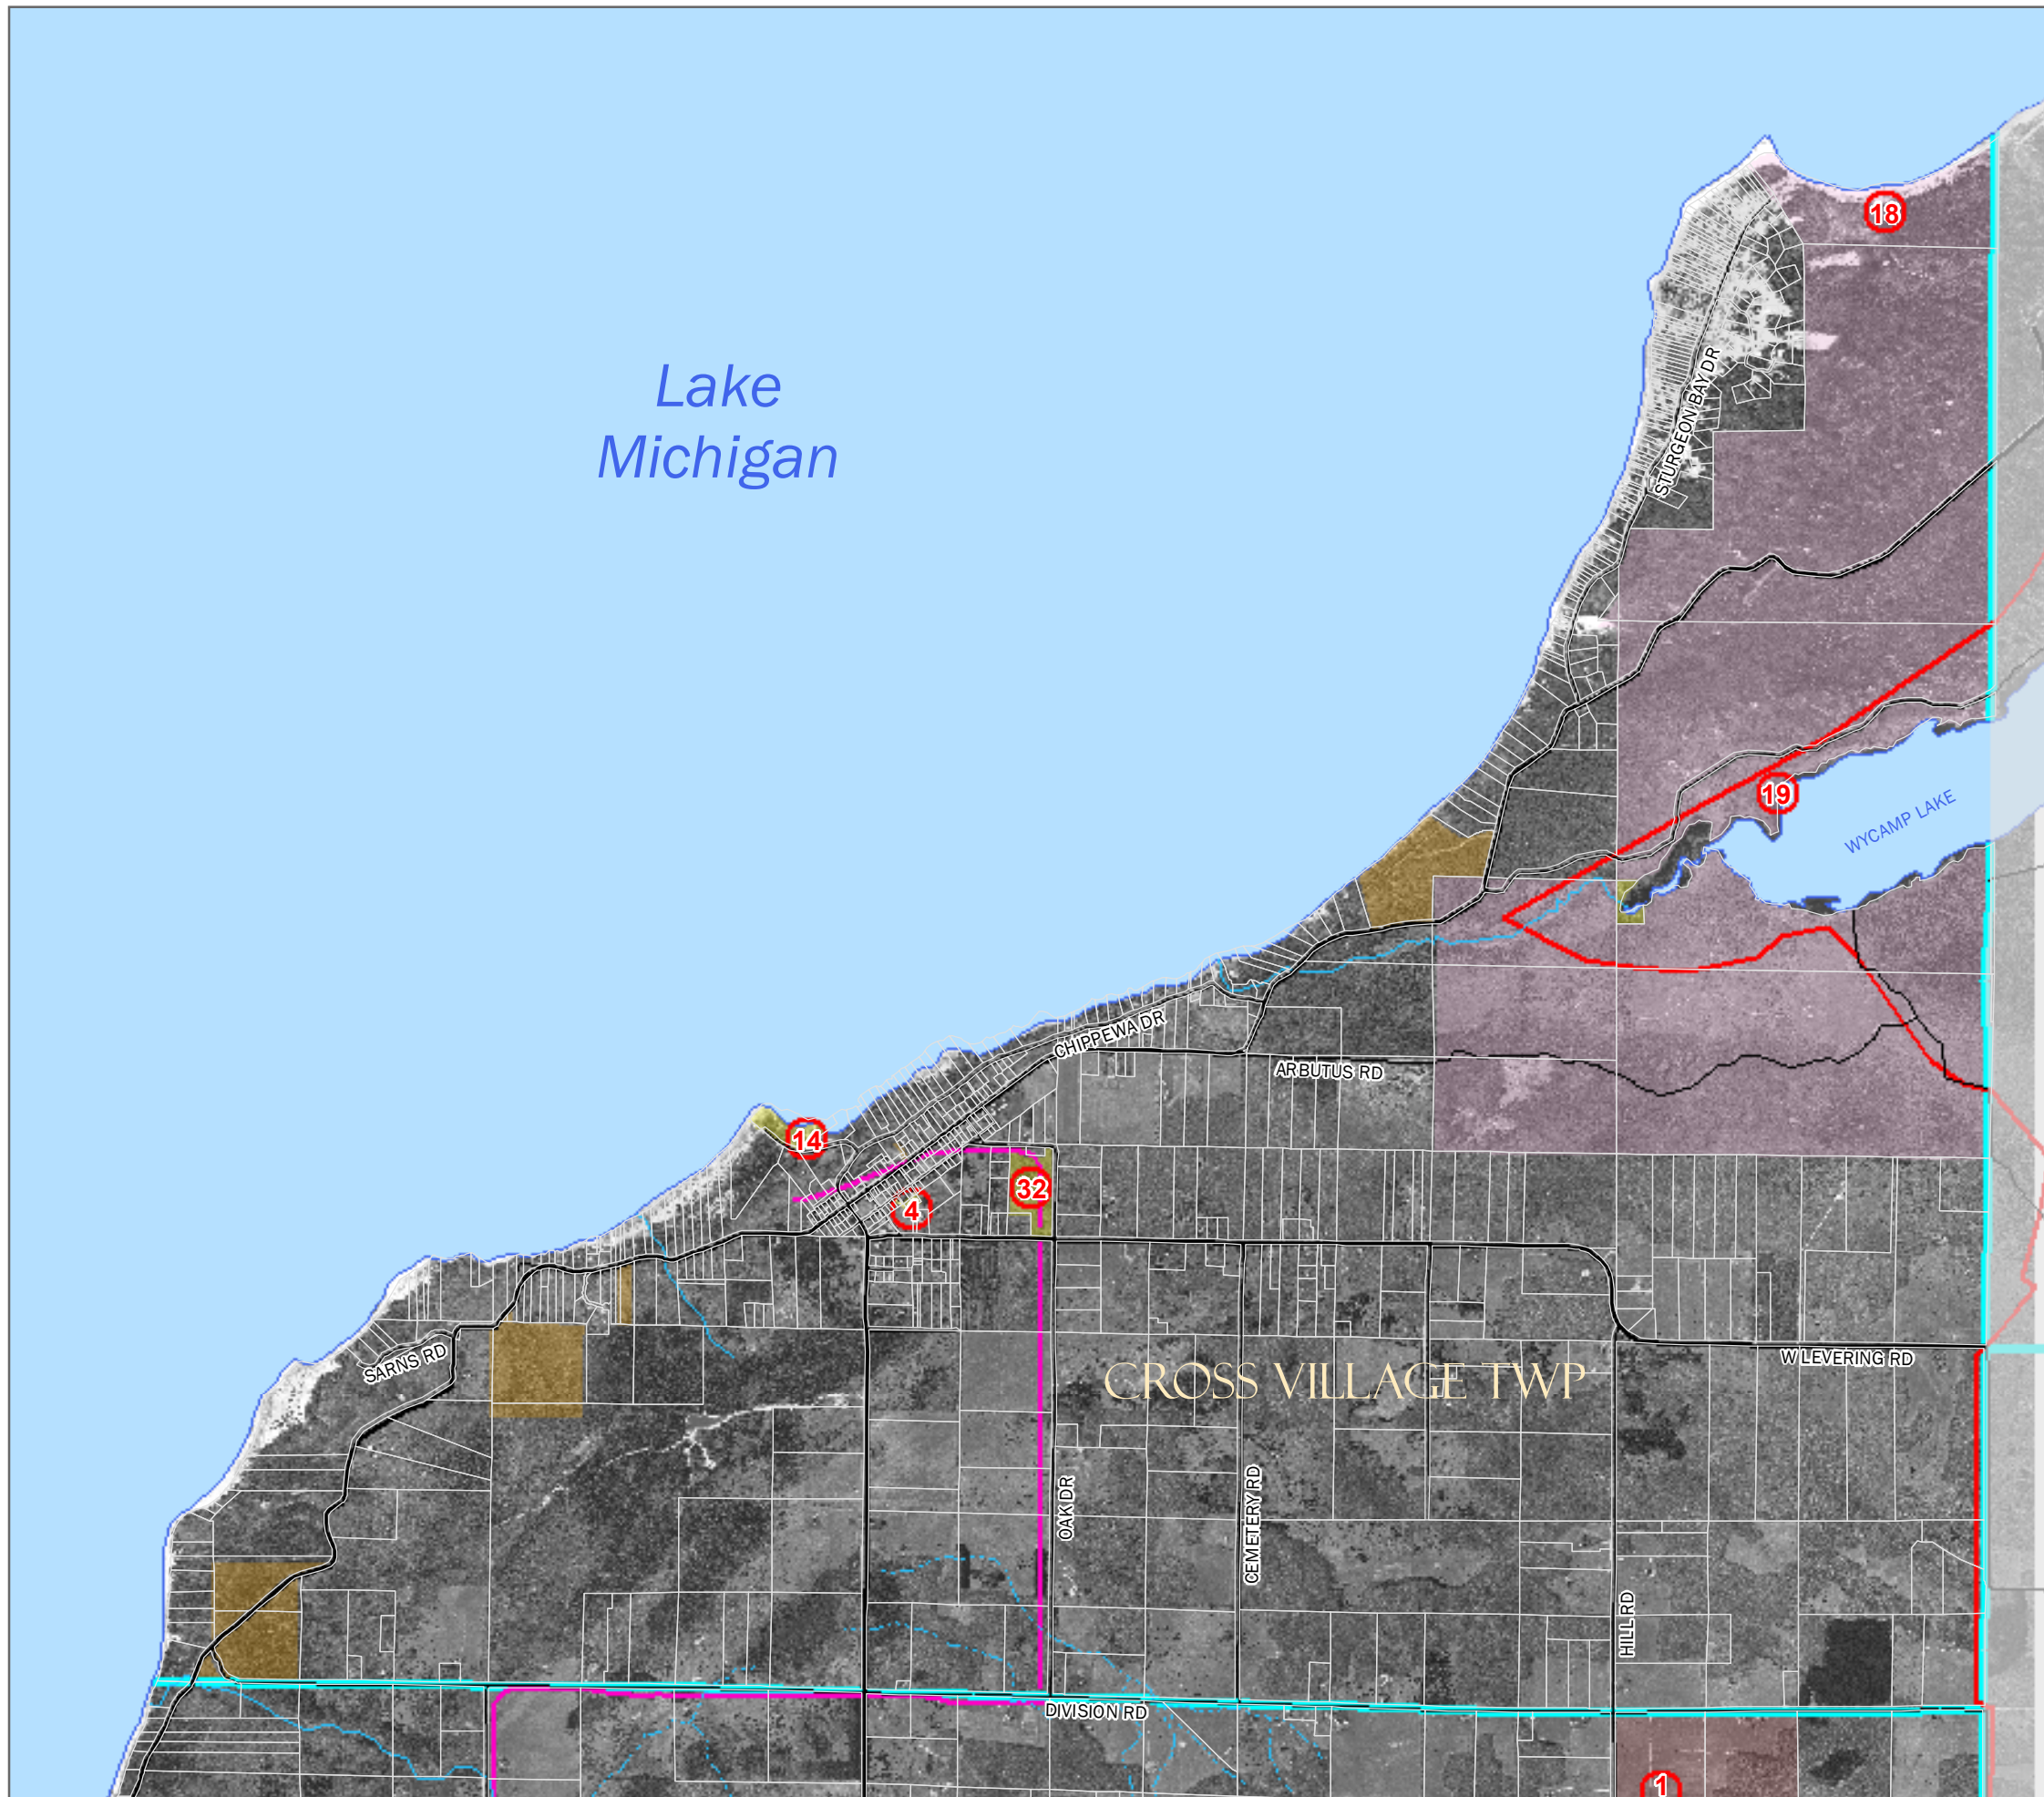 18
Lake
Michigan
STURGEON BAY DR
19
WYCAMP LAKE
CHIPPEWA DR
ARBUTUS RD
14
32
4
SARNS RD
W LEVERING RD
CROSS VILLAGE TWP
OAK DR
CEMETERY RD
HILL RD
DIVISION RD
1